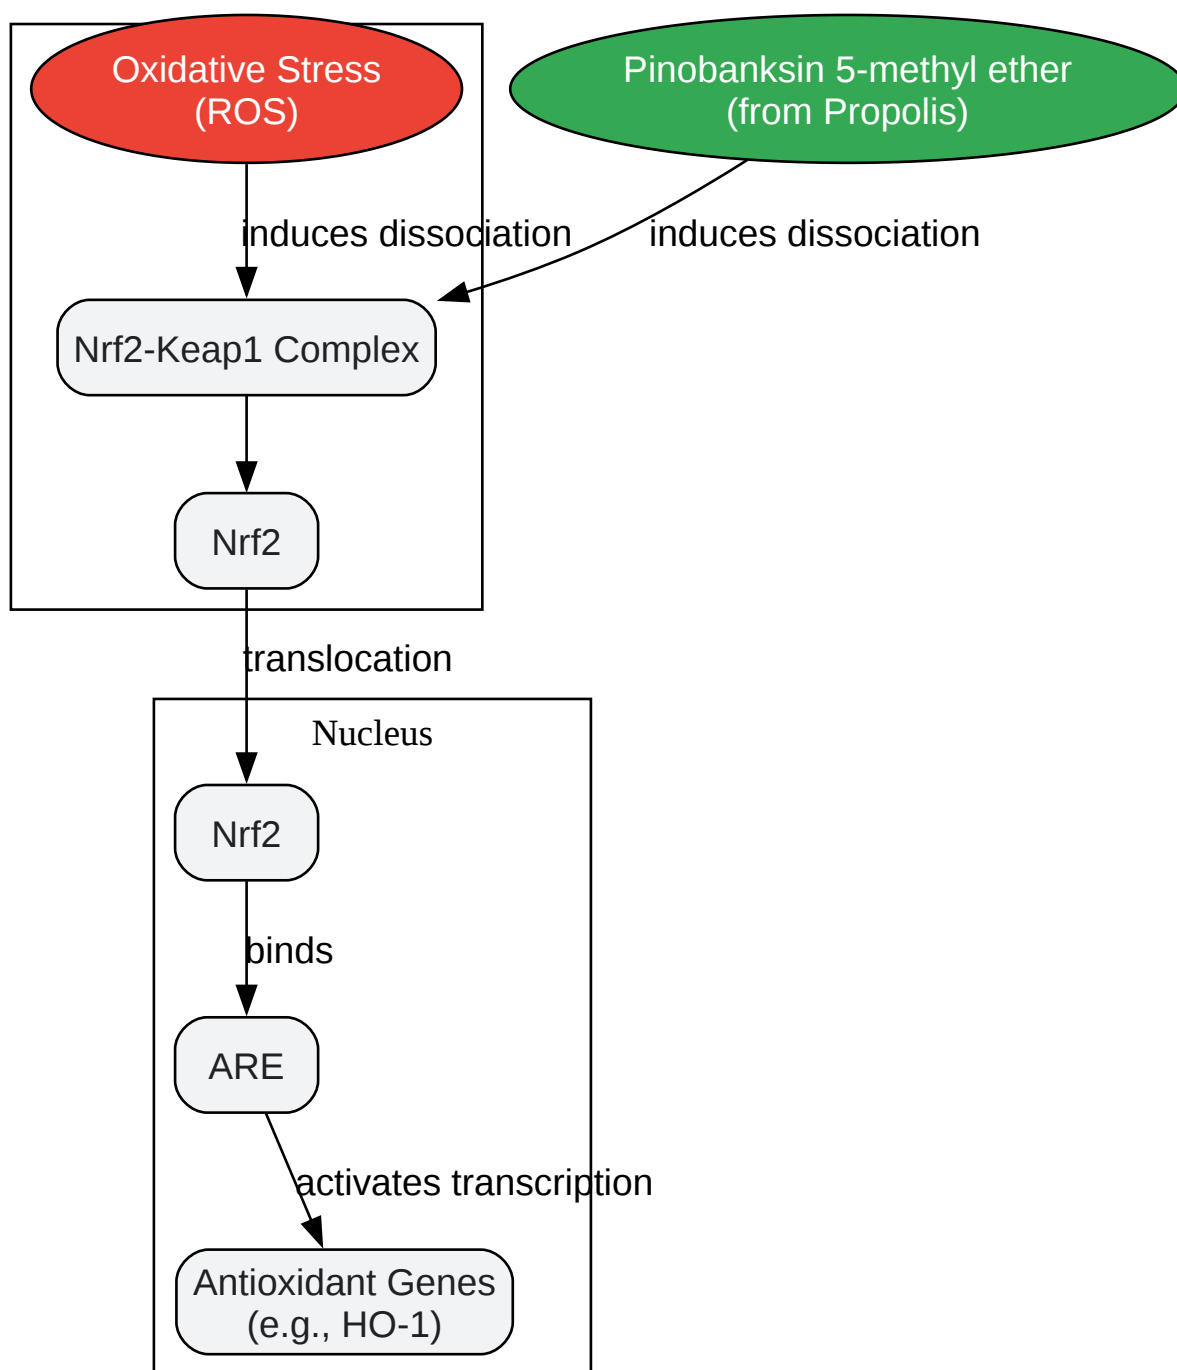 Oxidative Stress
(ROS)
Pinobanksin 5-methyl ether
(from Propolis)
induces dissociation
induces dissociation
Nrf2-Keap1 Complex
Nrf2
translocation
Nucleus
Nrf2
binds
ARE
activates transcription
Antioxidant Genes
(e.g., HO-1)